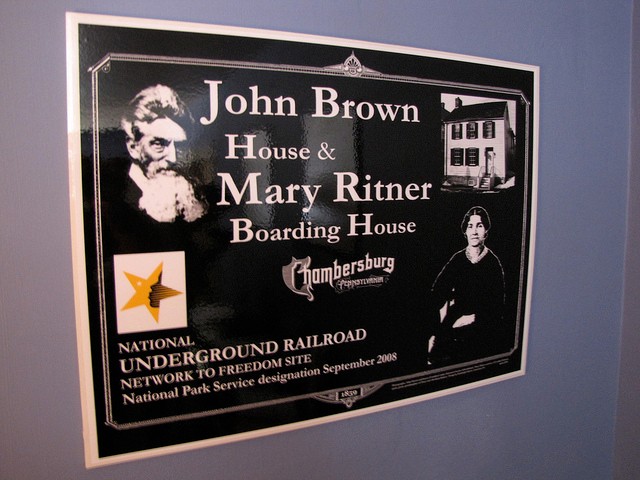 John Brown
House &
Mary Ritner
Boarding House
Chambersburg
PENNSYLVANIA
NATIONAL
UNDERGROUND RAILROAD
NETWORK TO FREEDOM SITE
National Park Service designation September 2008
1859